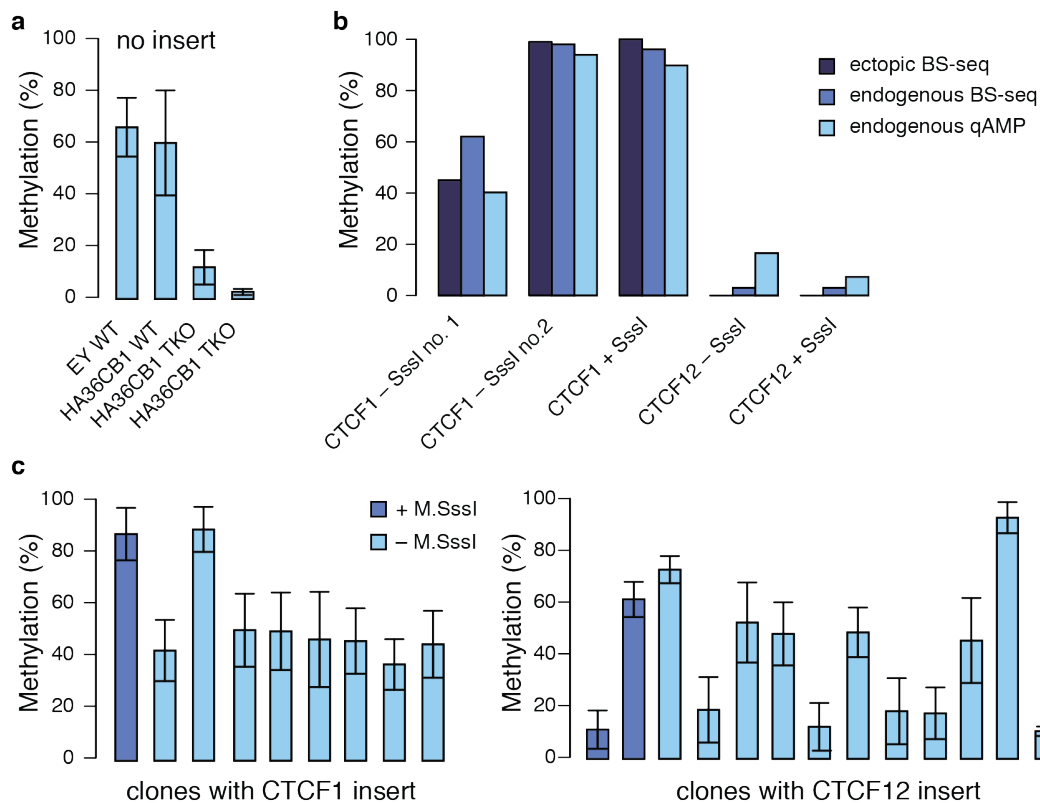 a
no insert
Methylation (%)
100
80
60
40
20
0
EY WT
HA36CB1 WT
HA36CB1 TKO
HA36CB1 TKO
b
Methylation (%)
100
80
60
40
20
0
ectopic BS-seq
endogenous BS-seq
endogenous qAMP
CTCF1 – SssI no. 1
CTCF1 – SssI no.2
CTCF1 + SssI
CTCF12 – SssI
CTCF12 + SssI
c
Methylation (%)
100
80
60
40
20
0
+ M.SssI
– M.SssI
clones with CTCF1 insert
Methylation (%)
100
80
60
40
20
0
clones with CTCF12 insert